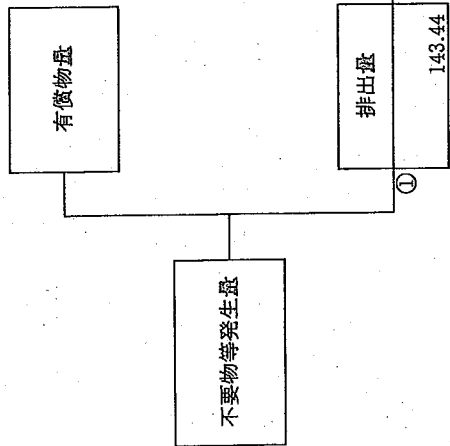 不要物等発生量
有償物量
排出量
①
143.44